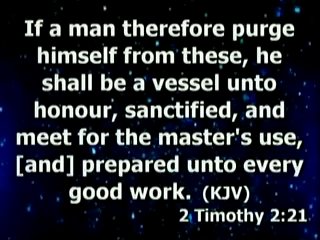 If a man therefore purge
himself from these, he
shall be a vessel unto
honour, sanctified, and
meet for the master's use,
[and] prepared unto every
good work. (KJV)
2 Timothy 2:21